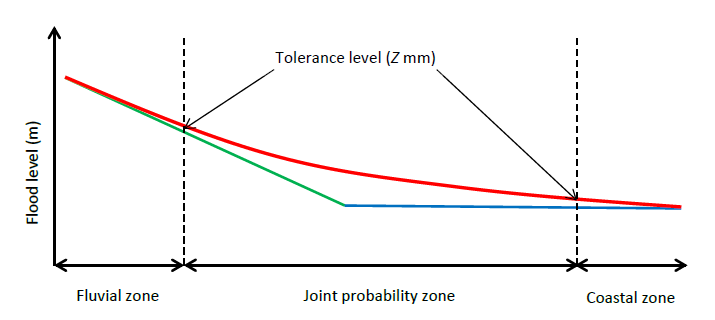 Tolerance level (Z mm)
Flood level (m)
Fluvial zone
Joint probability zone
Coastal zone